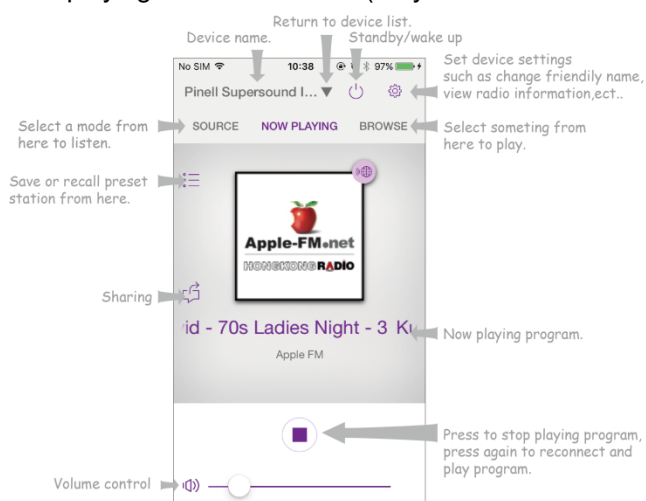 Return to device list.
Device name.
Standby/wake up
No SIM 10:38 97%
Pinell Supersound I... ▼
Set device settings
such as change friendly name,
view radio information,ect..
Select a mode from
here to listen.
SOURCE NOW PLAYING BROWSE
Select someting from
here to play.
Save or recall preset
station from here.
Apple-FM.net
HONGKONG RADIO
Sharing
id - 70s Ladies Night - 3
Apple FM
Now playing program.
Press to stop playing program,
press again to reconnect and
play program.
Volume control